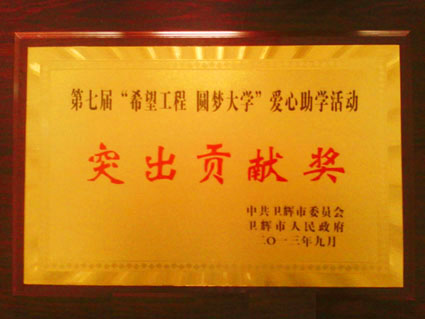 第七届“希望工程 圆梦大学”爱心助学活动
突出贡献奖
中共卫辉市委员会
卫辉市人民政府
二〇一三年九月